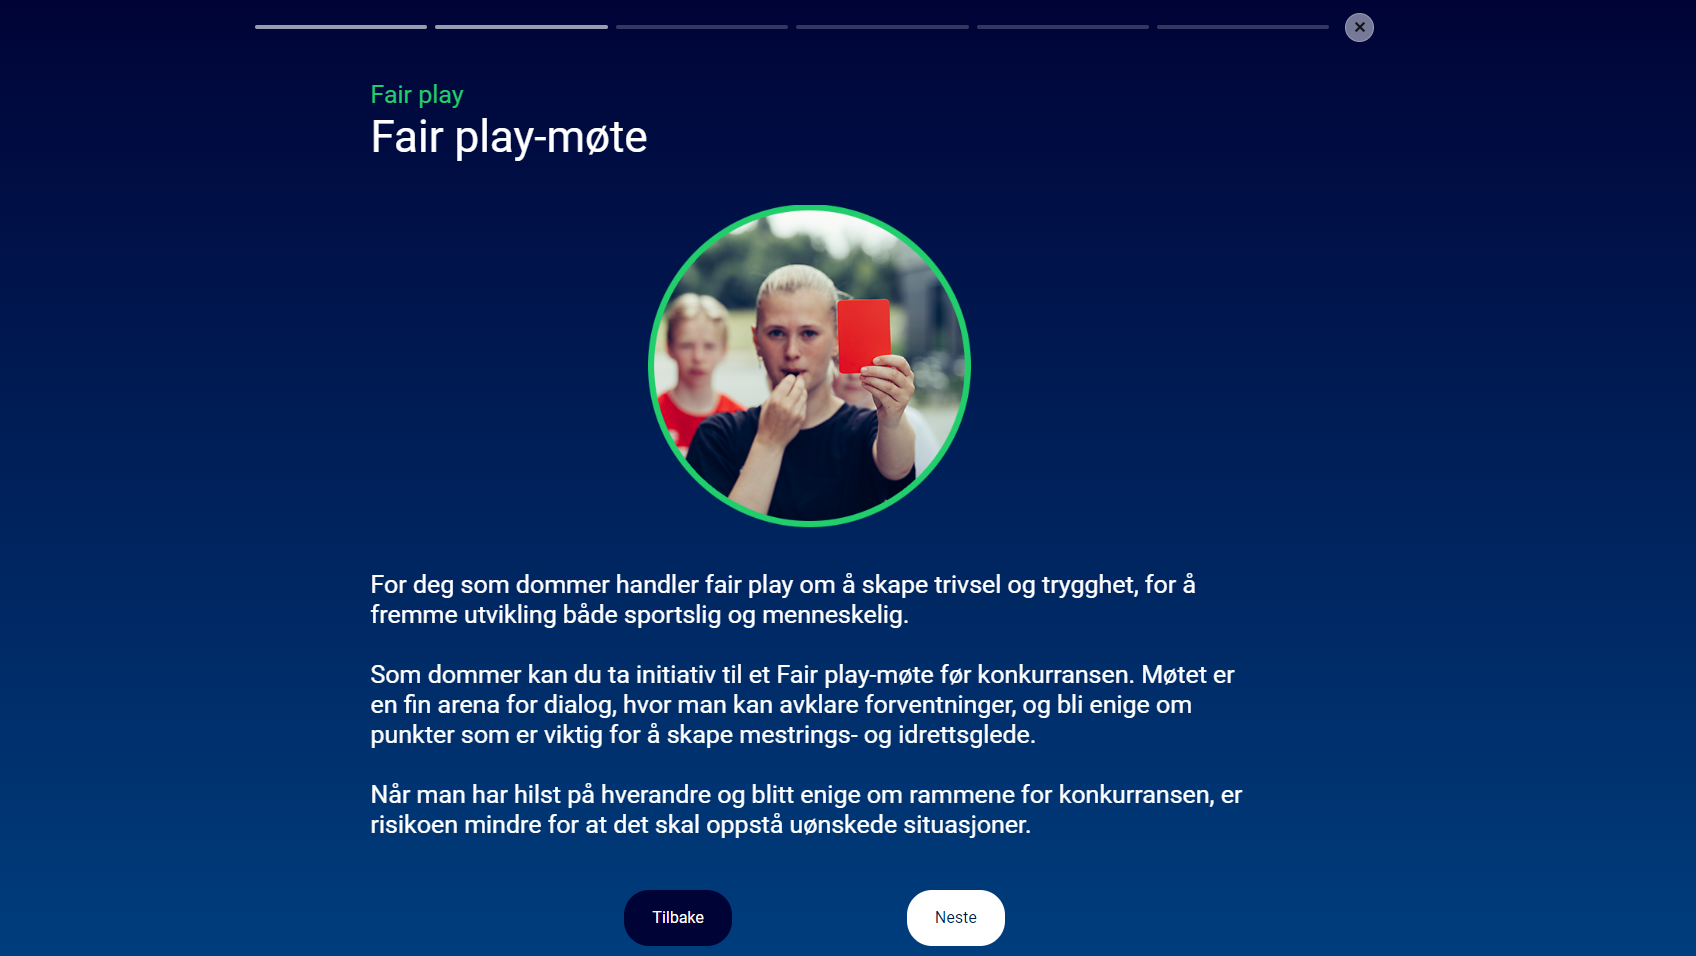 Fair play
Fair play-møte
For deg som dommer handler fair play om å skape trivsel og trygghet, for å
fremme utvikling både sportslig og menneskelig.
Som dommer kan du ta initiativ til et Fair play-møte før konkurransen. Møtet er
en fin arena for dialog, hvor man kan avklare forventninger, og bli enige om
punkter som er viktig for å skape mestrings- og idrettsglede.
Når man har hilst på hverandre og blitt enige om rammene for konkurransen, er
risikoen mindre for at det skal oppstå uønskede situasjoner.
Tilbake
Neste